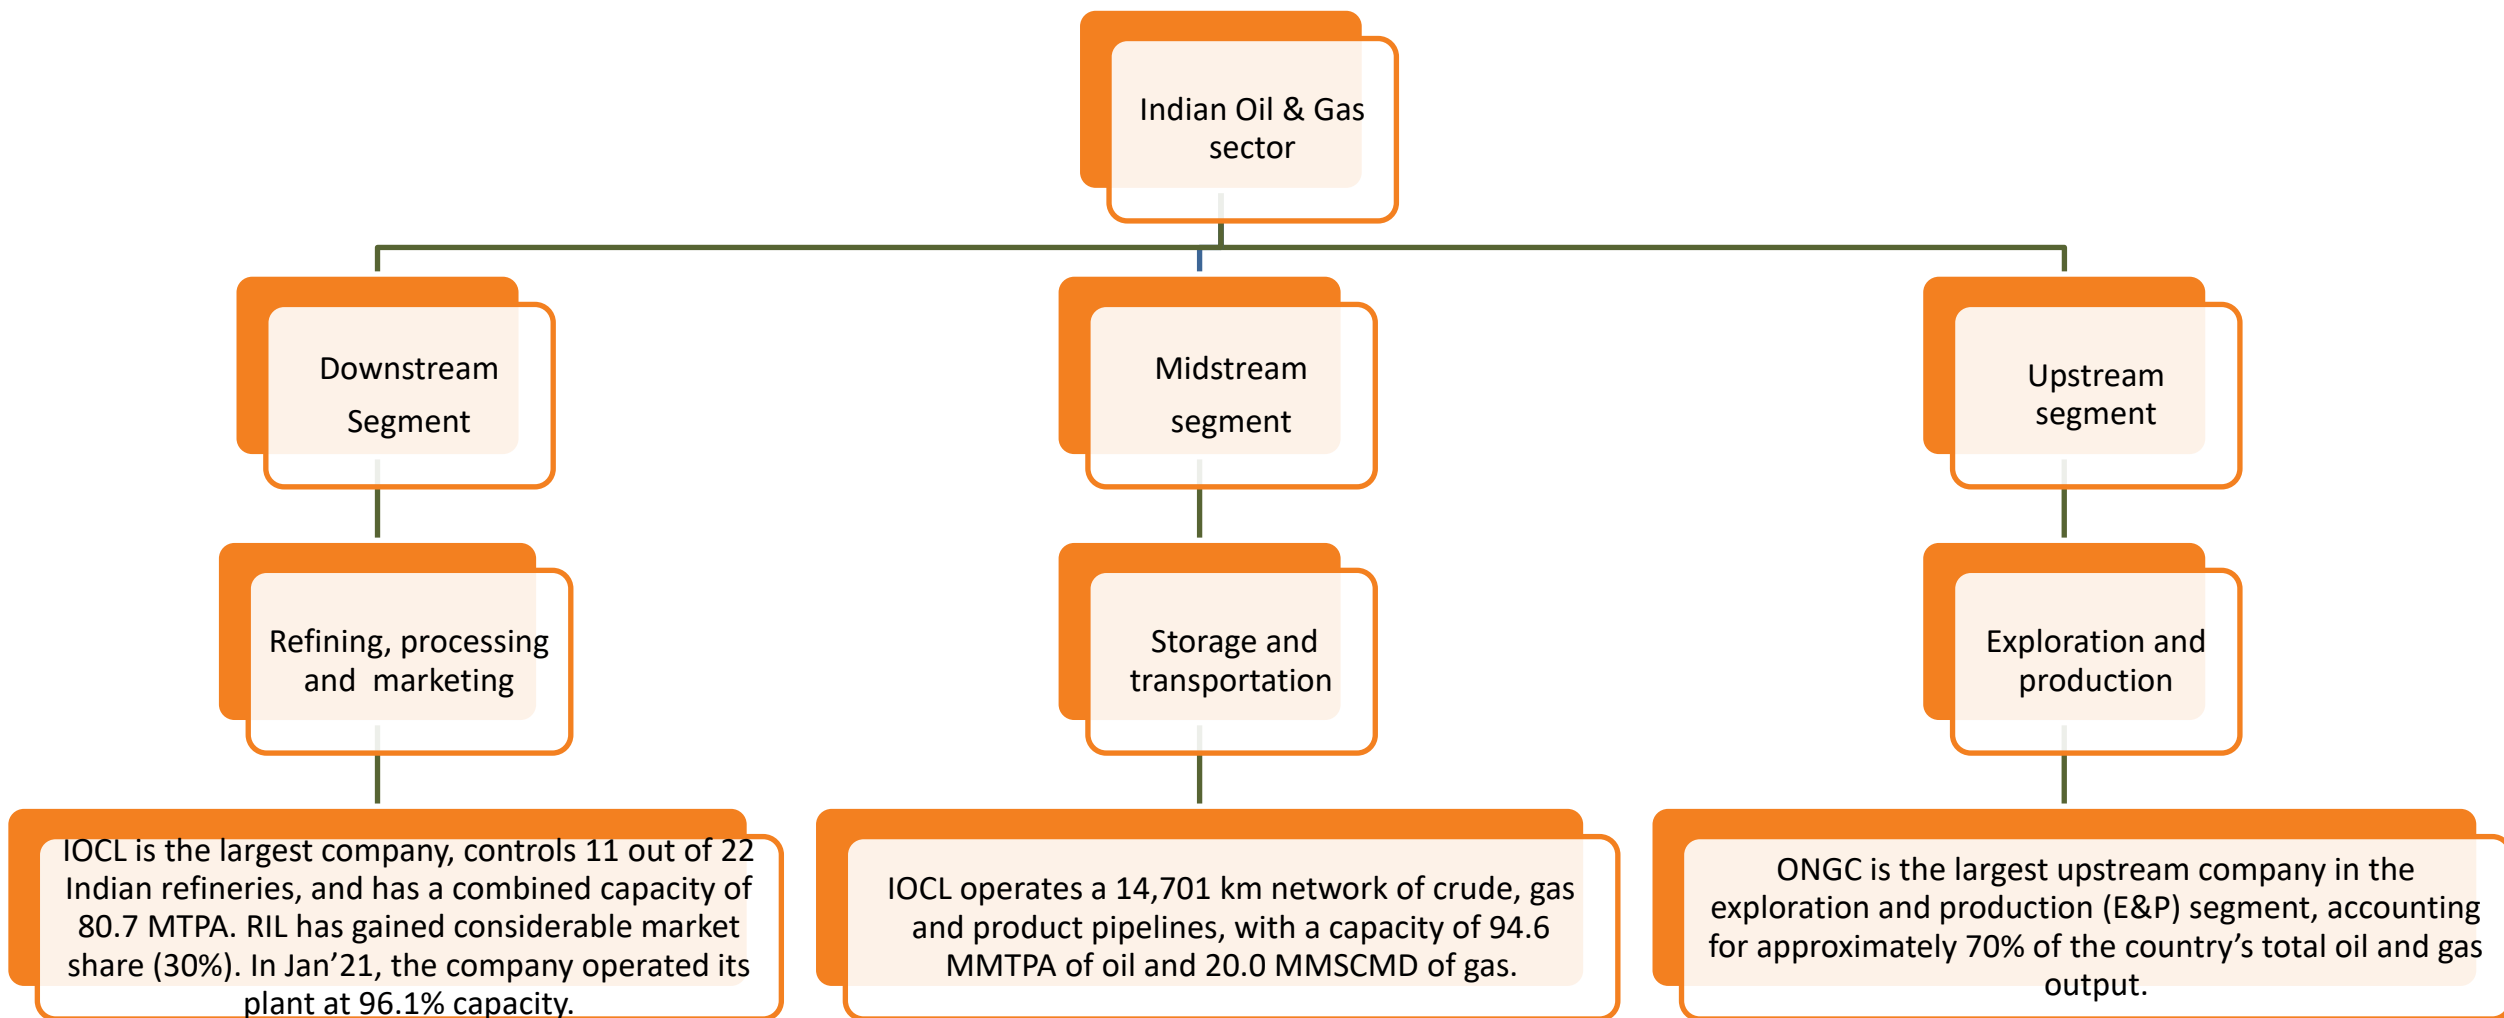 Indian Oil & Gas
sector
Downstream
Segment
Midstream
segment
Upstream
segment
Refining, processing
and  marketing
Storage and
transportation
Exploration and
production
IOCL is the largest company, controls 11 out of 22
Indian refineries, and has a combined capacity of
80.7 MTPA. RIL has gained considerable market
share (30%). In Jan’21, the company operated its
plant at 96.1% capacity.
IOCL operates a 14,701 km network of crude, gas
and product pipelines, with a capacity of 94.6
MMTPA of oil and 20.0 MMSCMD of gas.
ONGC is the largest upstream company in the
exploration and production (E&P) segment, accounting
for approximately 70% of the country’s total oil and gas
output.